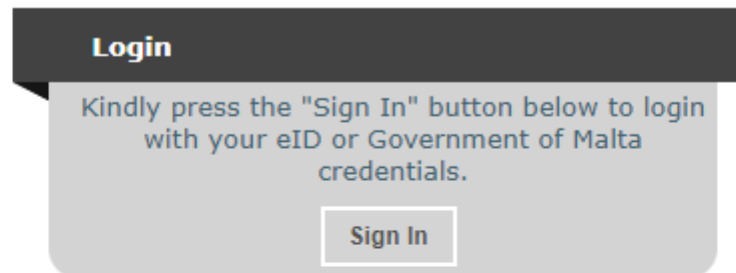 Login
Kindly press the "Sign In" button below to login
with your eID or Government of Malta
credentials.
Sign In